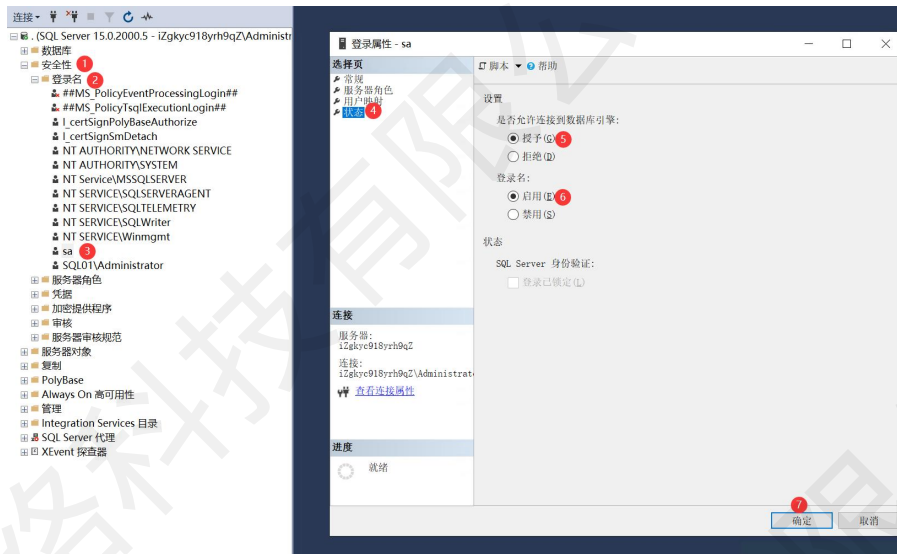 连接
. (SQL Server 15.0.2000.5 - iZgkyc918yrh9qZ\Administr
数据库
安全性 1
登录名 2
##MS_PolicyEventProcessingLogin##
##MS_PolicyTsqlExecutionLogin##
l_certSignPolyBaseAuthorize
l_certSignSmDetach
NT AUTHORITY\NETWORK SERVICE
NT AUTHORITY\SYSTEM
NT Service\MSSQLSERVER
NT SERVICE\SQLSERVERAGENT
NT SERVICE\SQLTELEMETRY
NT SERVICE\SQLWriter
NT SERVICE\Winmgmt
sa 3
SQL01\Administrator
服务器角色
凭据
加密提供程序
审核
服务器审核规范
服务器对象
复制
PolyBase
Always On 高可用性
管理
Integration Services 目录
SQL Server 代理
XEvent 探查器
登录属性 - sa
选择页
常规
服务器角色
用户映射
状态 4
脚本
帮助
设置
是否允许连接到数据库引擎:
授予(G) 5
拒绝(D)
登录名:
启用(E) 6
禁用(S)
状态
SQL Server 身份验证:
登录已锁定(L)
连接
服务器:
iZgkyc918yrh9qZ
连接:
iZgkyc918yrh9qZ\Administrat
查看连接属性
进度
就绪
7
确定
取消
络科技有限公
有限